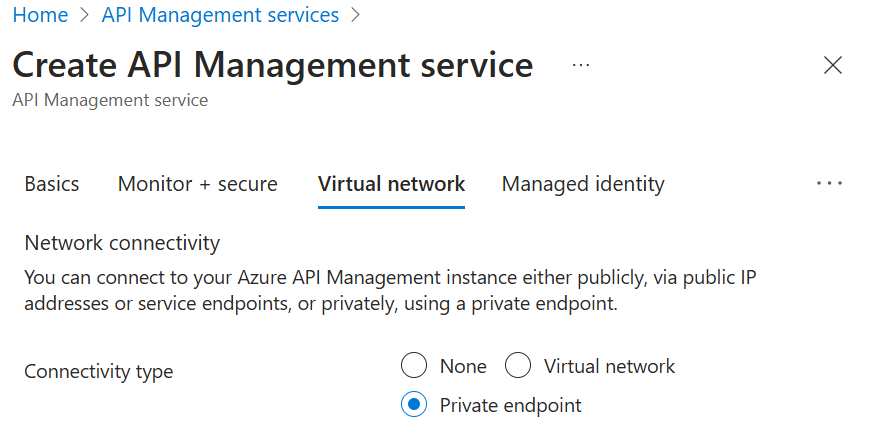 Home > API Management services >
Create API Management service ...
API Management service
Basics Monitor + secure Virtual network Managed identity ...
Network connectivity
You can connect to your Azure API Management instance either publicly, via public IP
addresses or service endpoints, or privately, using a private endpoint.
Connectivity type None Virtual network
Private endpoint